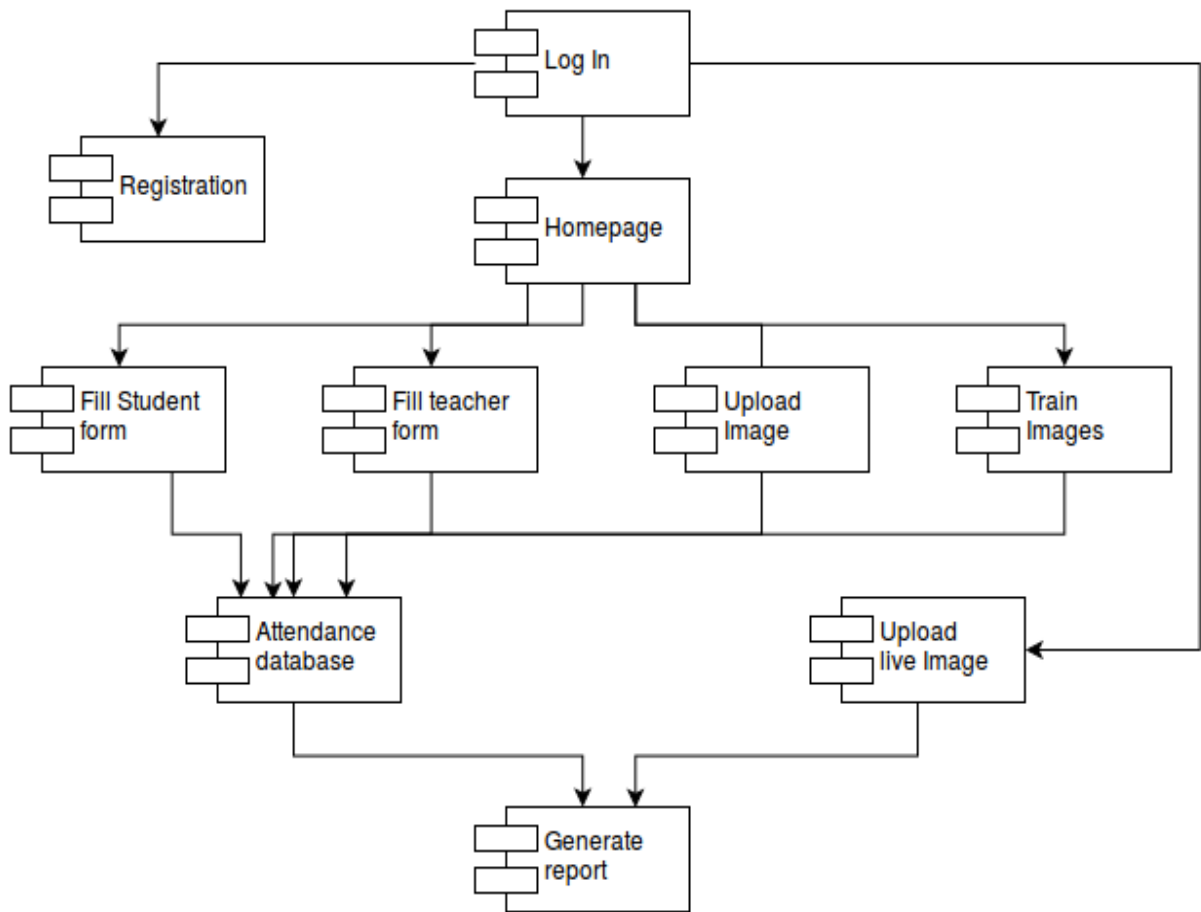 Log In
Registration
Homepage
Fill Student
form
Fill teacher
form
Upload
Image
Train
Images
Attendance
database
Upload
live Image
Generate
report